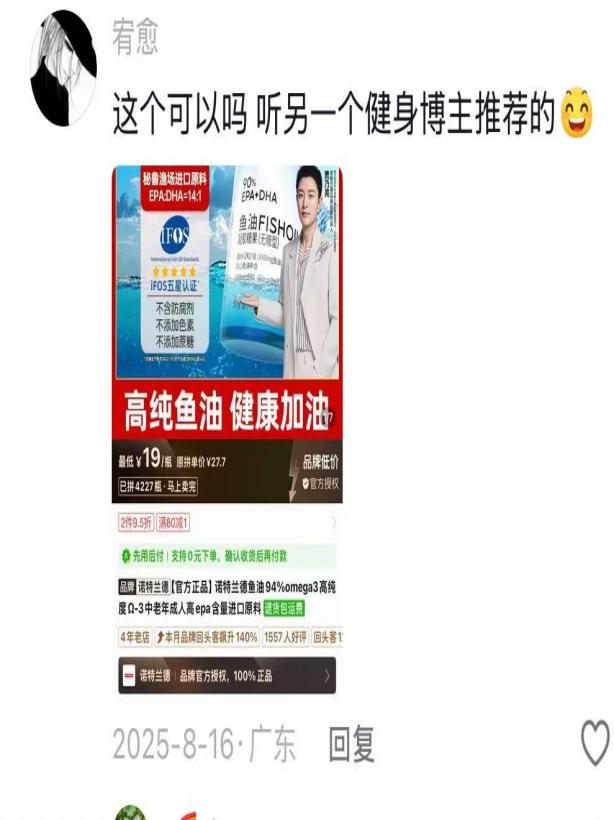 宥愈
这个可以吗 听另一个健身博主推荐的😄
秘鲁渔场进口原料
EPA:DHA=14:1
IFOS
International Fish Oil Standards
iFOS五星认证
不含防腐剂
不添加色素
不添加蔗糖
90%
EPA+DHA
鱼油FISHOIL
凝胶糖果(无糖型)
高纯鱼油 健康加油
最低¥19/瓶 原拼单价¥27.7
已拼4227瓶·马上卖完
品牌低价
官方授权
2件9.5折 满80减1
先用后付 | 支持0元下单，确认收货后再付款
品牌 诺特兰德【官方正品】诺特兰德鱼油94%omega3高纯
度Ω-3中老年成人高epa含量进口原料 退货包运费
4年老店 本月品牌回头客飙升140% 1557人好评 回头客1
诺特兰德 | 品牌官方授权，100%正品
2025-8-16·广东 回复